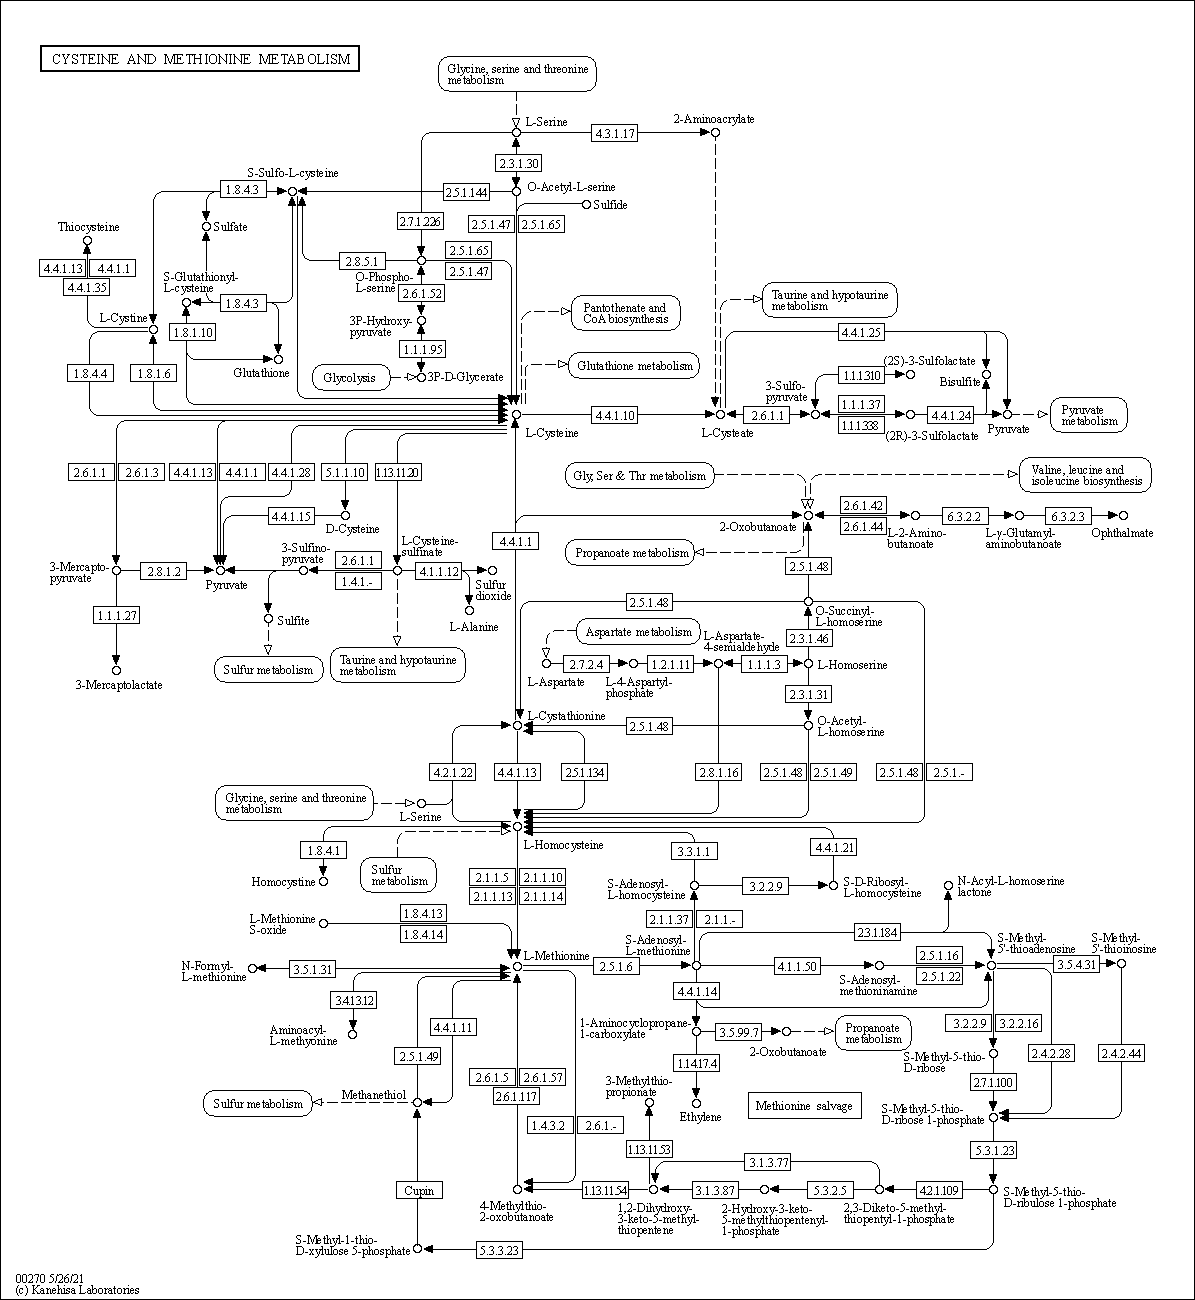 CYSTEINE AND METHIONINE METABOLISM
Glycine, serine and threonine
metabolism
L-Serine
4.3.1.17
2-Aminoacrylate
2.3.1.30
S-Sulfo-L-cysteine
1.8.4.3
2.5.1.144
O-Acetyl-L-serine
Sulfide
Thiocysteine
Sulfate
2.7.1.226
2.5.1.47
2.5.1.65
4.4.1.13
4.4.1.1
4.4.1.35
2.8.5.1
2.5.1.65
2.5.1.47
S-Glutathionyl-
L-cysteine
1.8.4.3
O-Phospho-
L-serine
2.6.1.52
Taurine and hypotaurine
metabolism
Pantothenate and
CoA biosynthesis
L-Cystine
1.8.1.10
3P-Hydroxy-
pyruvate
4.4.1.25
1.1.1.95
Glutathione
Glutathione metabolism
(2S)-3-Sulfolactate
1.8.4.4
1.8.1.6
Glycolysis
3P-D-Glycerate
1.1.1310
Bisulfite
3-Sulfo-
pyruvate
4.4.1.10
2.6.1.1
1.1.1.37
1.1.1338
4.4.1.24
Pyruvate
metabolism
L-Cysteine
L-Cysteate
(2R)-3-Sulfolactate
Pyruvate
2.6.1.1
2.6.1.3
4.4.1.13
4.4.1.1
4.4.1.28
5.1.1.10
1.13.11.20
Gly, Ser & Thr metabolism
Valine, leucine and
isoleucine biosynthesis
4.4.1.15
D-Cysteine
2-Oxobutanoate
2.6.1.42
2.6.1.44
L-2-Amino-
butanoate
6.3.2.2
L-γ-Glutamyl-
aminobutanoate
6.3.2.3
Ophthalmate
4.4.1.1
Propanoate metabolism
3-Mercapto-
pyruvate
2.8.1.2
Pyruvate
3-Sulfino-
pyruvate
2.6.1.1
1.4.1.-
L-Cysteine-
sulfinate
4.1.1.12
Sulfur
dioxide
2.5.1.48
1.1.1.27
Sulfite
L-Alanine
2.5.1.48
O-Succinyl-
L-homoserine
Aspartate metabolism
L-Aspartate-
4-semialdehyde
2.3.1.46
3-Mercaptolactate
Sulfur metabolism
Taurine and hypotaurine
metabolism
L-Aspartate
2.7.2.4
L-4-Aspartyl-
phosphate
1.2.1.11
1.1.1.3
L-Homoserine
2.3.1.31
L-Cystathionine
2.5.1.48
O-Acetyl-
L-homoserine
4.2.1.22
4.4.1.13
2.5.1.134
2.8.1.16
2.5.1.48
2.5.1.49
2.5.1.48
2.5.1.-
Glycine, serine and threonine
metabolism
L-Serine
L-Homocysteine
1.8.4.1
Sulfur
metabolism
3.3.1.1
4.4.1.21
Homocystine
2.1.1.5
2.1.1.10
2.1.1.13
2.1.1.14
S-Adenosyl-
L-homocysteine
3.2.2.9
S-D-Ribosyl-
L-homocysteine
N-Acyl-L-homoserine
lactone
L-Methionine
S-oxide
1.8.4.13
1.8.4.14
2.1.1.37
2.1.1.-
2.3.1.184
S-Adenosyl-
L-methionine
S-Methyl-
5'-thioadenosine
S-Methyl-
5'-thioinosine
N-Formyl-
L-methionine
3.5.1.31
L-Methionine
2.5.1.6
4.1.1.50
S-Adenosyl-
methioninamine
2.5.1.16
2.5.1.22
3.5.4.31
3.4.13.12
4.4.1.14
Aminoacyl-
L-methyonine
4.4.1.11
1-Aminocyclopropane-
1-carboxylate
3.5.99.7
2-Oxobutanoate
Propanoate
metabolism
3.2.2.9
3.2.2.16
2.5.1.49
1.14.17.4
S-Methyl-5-thio-
D-ribose
2.4.2.28
2.4.2.44
2.6.1.5
2.6.1.57
2.6.1.117
3-Methylthio-
propionate
2.7.1.100
Sulfur metabolism
Methanethiol
Ethylene
Methionine salvage
S-Methyl-5-thio-
D-ribose 1-phosphate
1.4.3.2
2.6.1.-
1.13.11.53
5.3.1.23
3.1.3.77
Cupin
1.13.11.54
3.1.3.87
5.3.2.5
4.2.1.109
4-Methylthio-
2-oxobutanoate
1,2-Dihydroxy-
3-keto-5-methyl-
thiopentene
2-Hydroxy-3-keto-
5-methylthiopentenyl-
1-phosphate
2,3-Diketo-5-methyl-
thiopentyl-1-phosphate
S-Methyl-5-thio-
D-ribulose 1-phosphate
S-Methyl-1-thio-
D-xylulose 5-phosphate
5.3.3.23
00270 5/26/21
(c) Kanehisa Laboratories